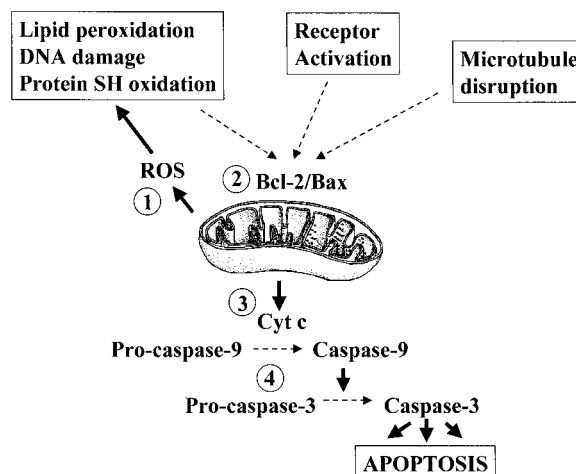 Lipid peroxidation
DNA damage
Protein SH oxidation
Receptor
Activation
Microtubule
disruption
ROS
1
2 Bcl-2/Bax
3
Cyt c
Pro-caspase-9 Caspase-9
4
Pro-caspase-3 Caspase-3
APOPTOSIS